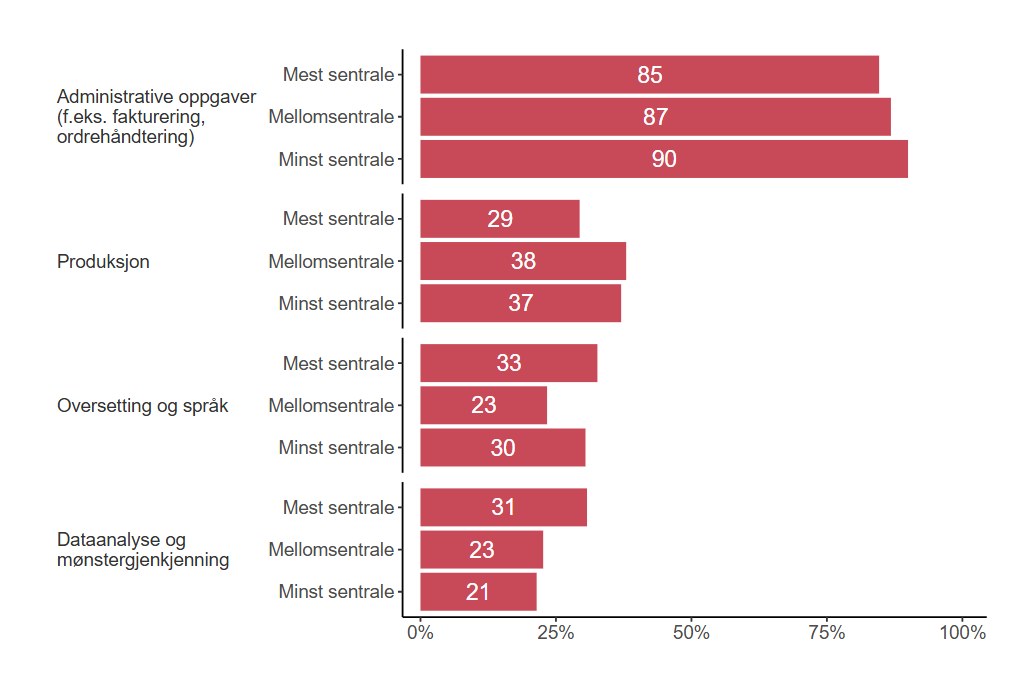 Administrative oppgaver
(f.eks. fakturering,
ordrehåndtering)
Mest sentrale 85
Mellomsentrale 87
Minst sentrale 90
Produksjon
Mest sentrale 29
Mellomsentrale 38
Minst sentrale 37
Oversetting og språk
Mest sentrale 33
Mellomsentrale 23
Minst sentrale 30
Dataanalyse og
mønstergjenkjenning
Mest sentrale 31
Mellomsentrale 23
Minst sentrale 21
0% 25% 50% 75% 100%